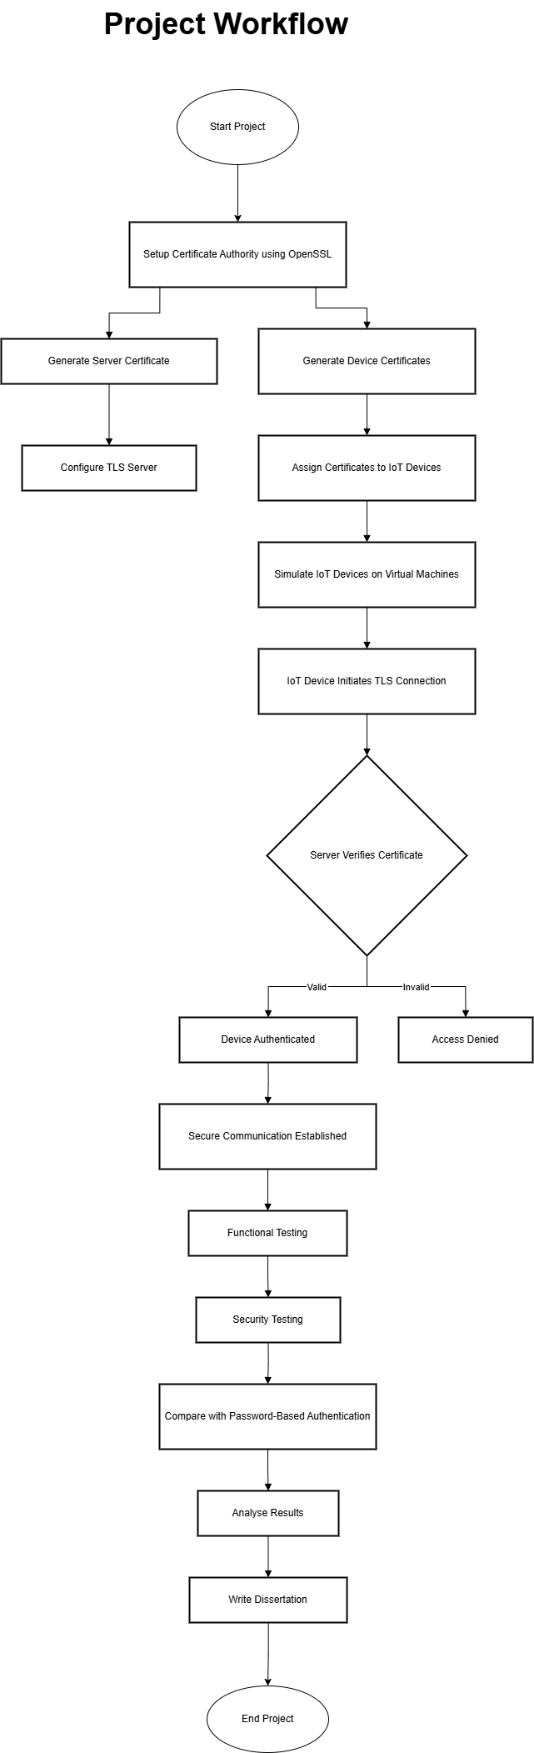 Project Workflow
Start Project
Setup Certificate Authority using OpenSSL
Generate Server Certificate
Generate Device Certificates
Configure TLS Server
Assign Certificates to IoT Devices
Simulate IoT Devices on Virtual Machines
IoT Device Initiates TLS Connection
Server Verifies Certificate
Valid
Invalid
Device Authenticated
Access Denied
Secure Communication Established
Functional Testing
Security Testing
Compare with Password-Based Authentication
Analyse Results
Write Dissertation
End Project